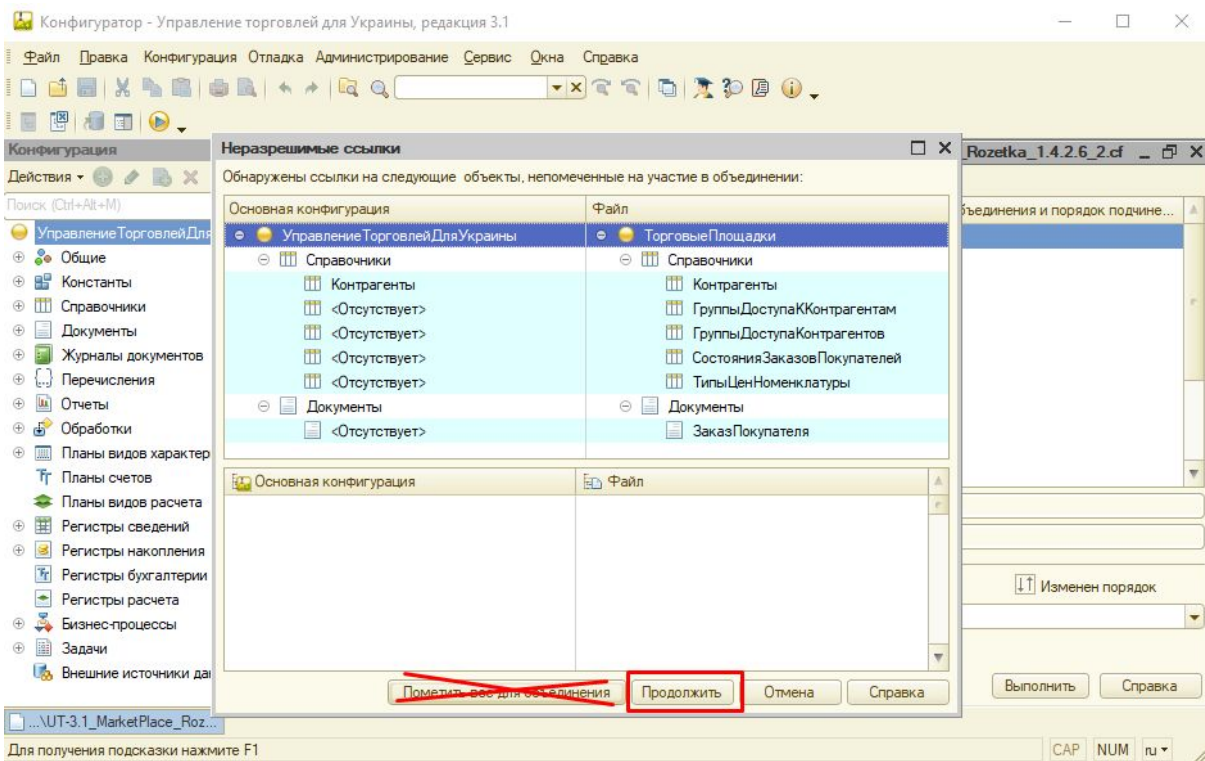 Конфигуратор - Управление торговлей для Украины, редакция 3.1
Файл Правка Конфигурация Отладка Администрирование Сервис Окна Справка
Конфигурация
Действия
Поиск (Ctrl+Alt+M)
УправлениеТорговлейДля
Общие
Константы
Справочники
Документы
Журналы документов
Перечисления
Отчеты
Обработки
Планы видов характер
Планы счетов
Планы видов расчета
Регистры сведений
Регистры накопления
Регистры бухгалтерии
Регистры расчета
Бизнес-процессы
Задачи
Внешние источники да
Неразрешимые ссылки
Обнаружены ссылки на следующие объекты, непомеченные на участие в объединении:
Основная конфигурация Файл
УправлениеТорговлейДляУкраины ТорговыеПлощадки
Справочники Справочники
Контрагенты Контрагенты
<Отсутствует> ГруппыДоступаККонтрагентам
<Отсутствует> ГруппыДоступаКонтрагентов
<Отсутствует> СостоянияЗаказовПокупателей
<Отсутствует> ТипыЦенНоменклатуры
Документы Документы
<Отсутствует> ЗаказПокупателя
Основная конфигурация Файл
Пометить все для объединения Продолжить Отмена Справка
_Rozetka_1.4.2.6_2.cf
ъединения и порядок подчине...
Изменен порядок
Выполнить Справка
...\UT-3.1_MarketPlace_Roz...
Для получения подсказки нажмите F1
CAP NUM ru